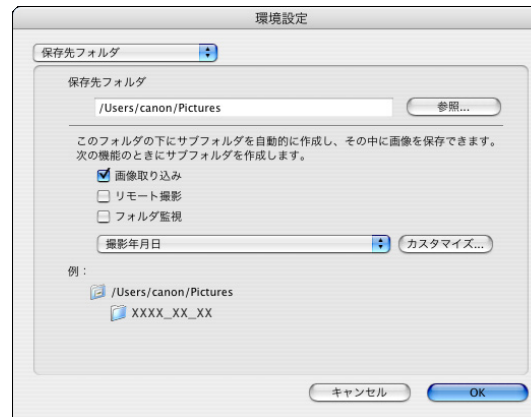 環境設定
保存先フォルダ
保存先フォルダ
/Users/canon/Pictures
参照...
このフォルダの下にサブフォルダを自動的に作成し、その中に画像を保存できます。
次の機能のときにサブフォルダを作成します。
画像取り込み
リモート撮影
フォルダ監視
撮影年月日
カスタマイズ...
例：
/Users/canon/Pictures
XXXX_XX_XX
キャンセル
OK